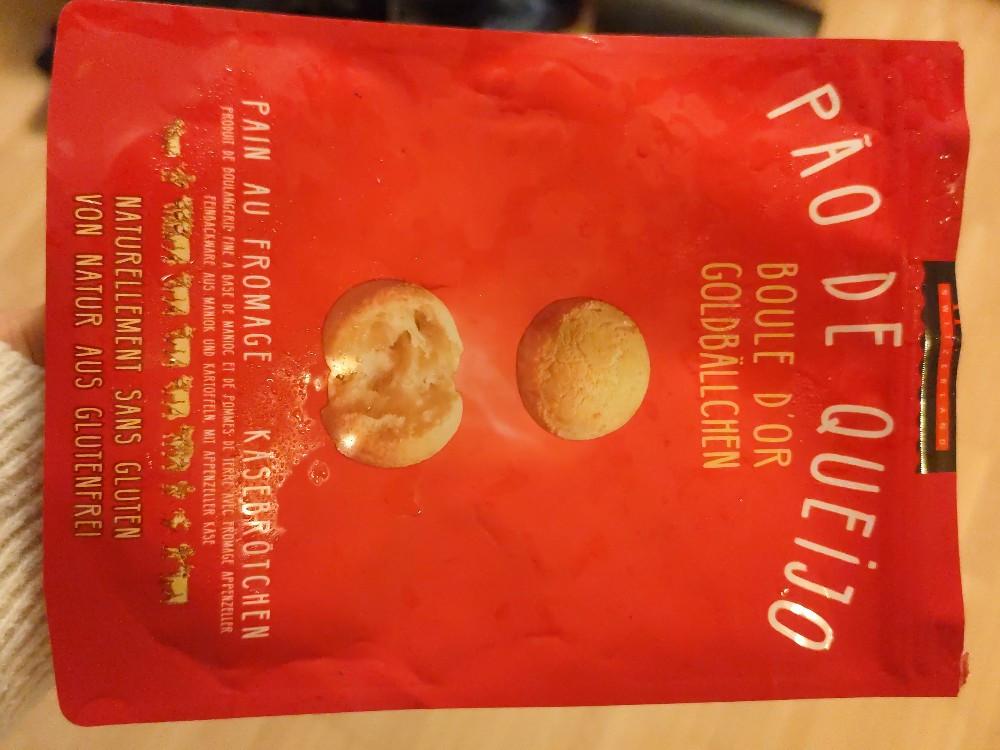 SWITZERLAND
PÃO DE QUEIJO
BOULE D'OR
GOLDBÄLLCHEN
PAIN AU FROMAGE KÄSEBRÖTCHEN
PRODUIT DE BOULANGERIE FINE À BASE DE MANIOC ET DE POMMES DE TERRE AVEC FROMAGE APPENZELLER
FEINBACKWARE AUS MANIOK UND KARTOFFELN, MIT APPENZELLER KÄSE
NATURELLEMENT SANS GLUTEN
VON NATUR AUS GLUTENFREI